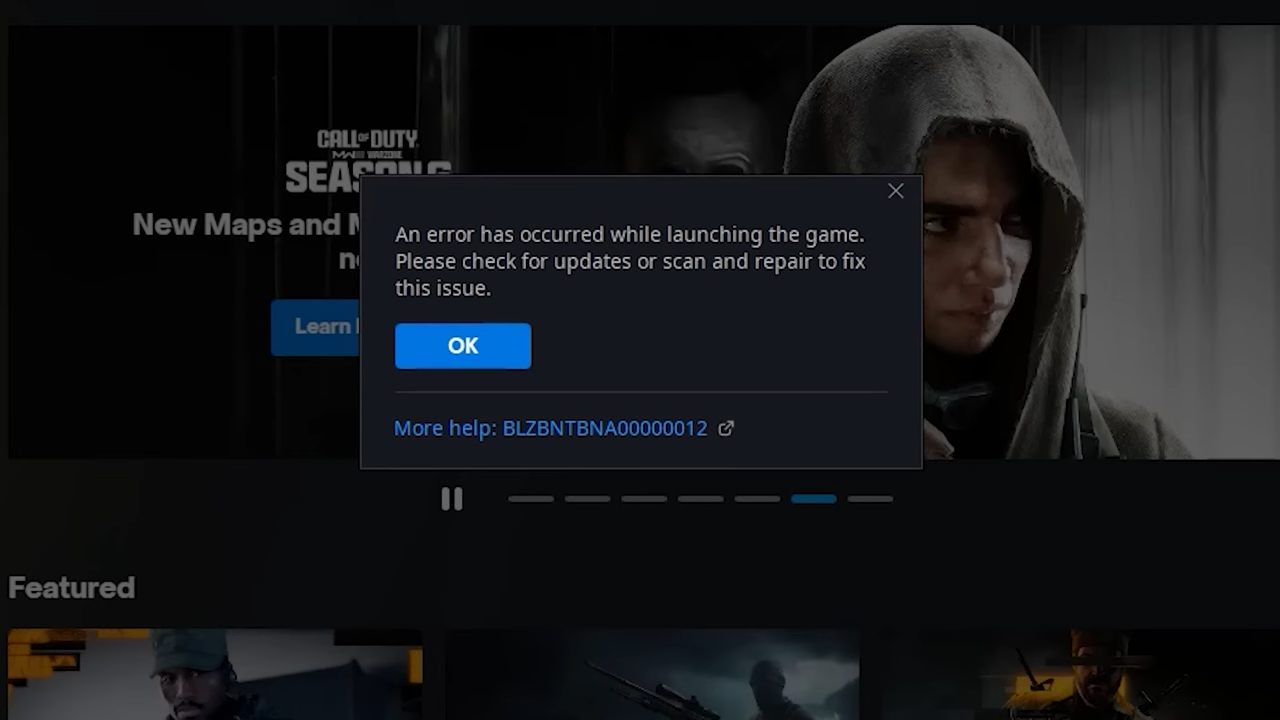 CALL OF DUTY
MWIII WARZONE
New Maps and
An error has occurred while launching the game.
Please check for updates or scan and repair to fix
this issue.
Learn
OK
More help: BLZBNTBNA00000012
Featured